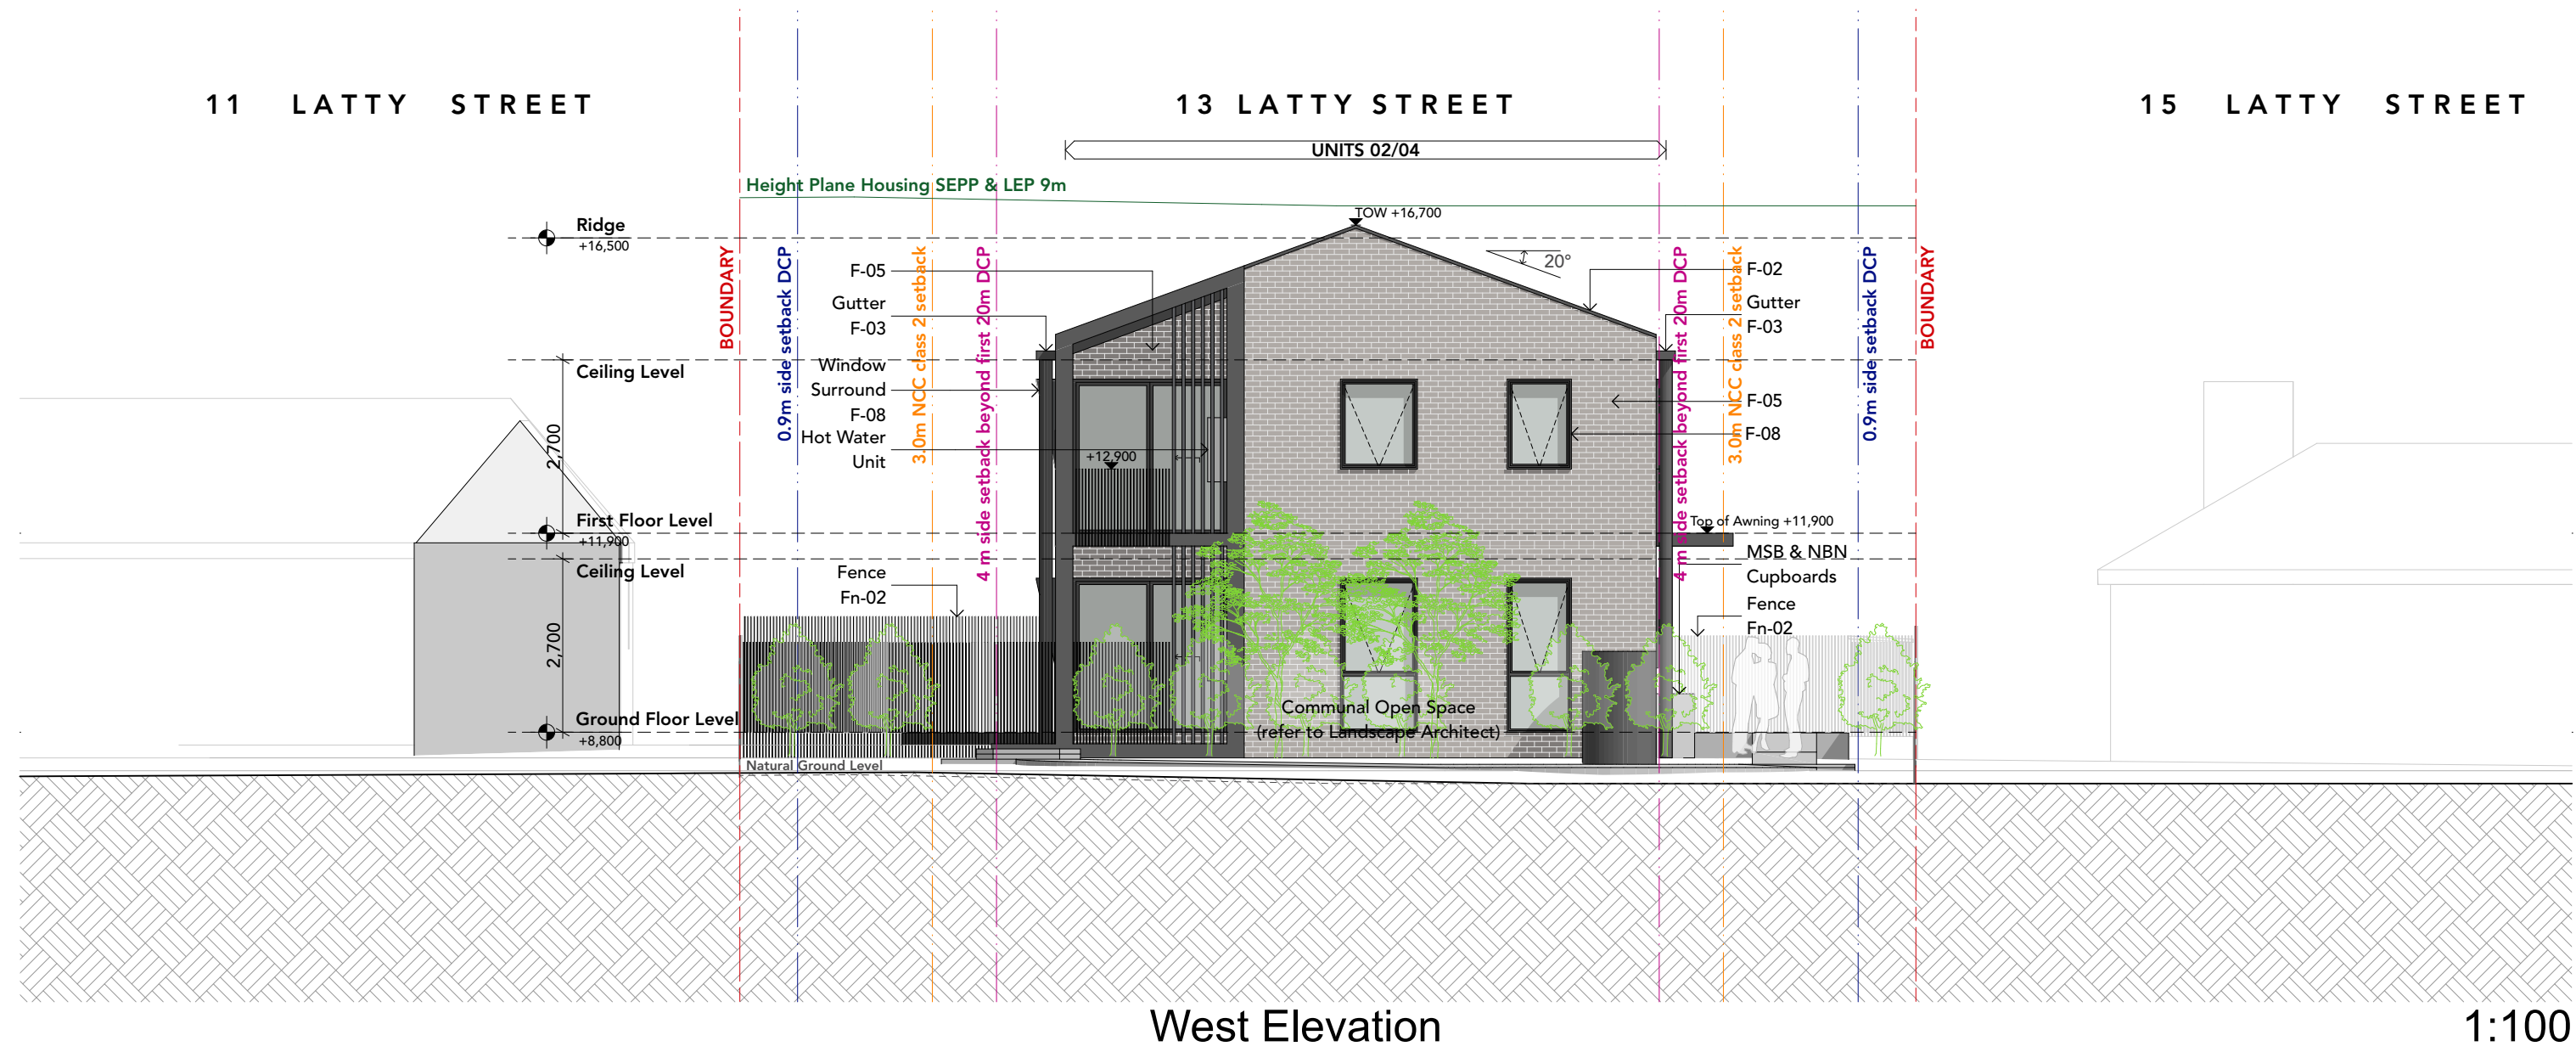 11 LATTY STREET
13 LATTY STREET
15 LATTY STREET
UNITS 02/04
Height Plane Housing SEPP & LEP 9m
TOW +16,700
Ridge
+16,500
20°
BOUNDARY
0.9m side setback DCP
3.0m NCC class 2 setback
4 m side setback beyond first 20m DCP
F-05
Gutter
F-03
Window
Surround
F-08
Hot Water
Unit
+12,900
4 m side setback beyond first 20m DCP
3.0m NCC class 2 setback
0.9m side setback DCP
BOUNDARY
F-02
Gutter
F-03
F-05
F-08
Ceiling Level
2,700
First Floor Level
+11,900
Ceiling Level
2,700
Ground Floor Level
+8,800
Fence
Fn-02
Top of Awning +11,900
MSB & NBN
Cupboards
Fence
Fn-02
Communal Open Space
(refer to Landscape Architect)
Natural Ground Level
West Elevation
1:100